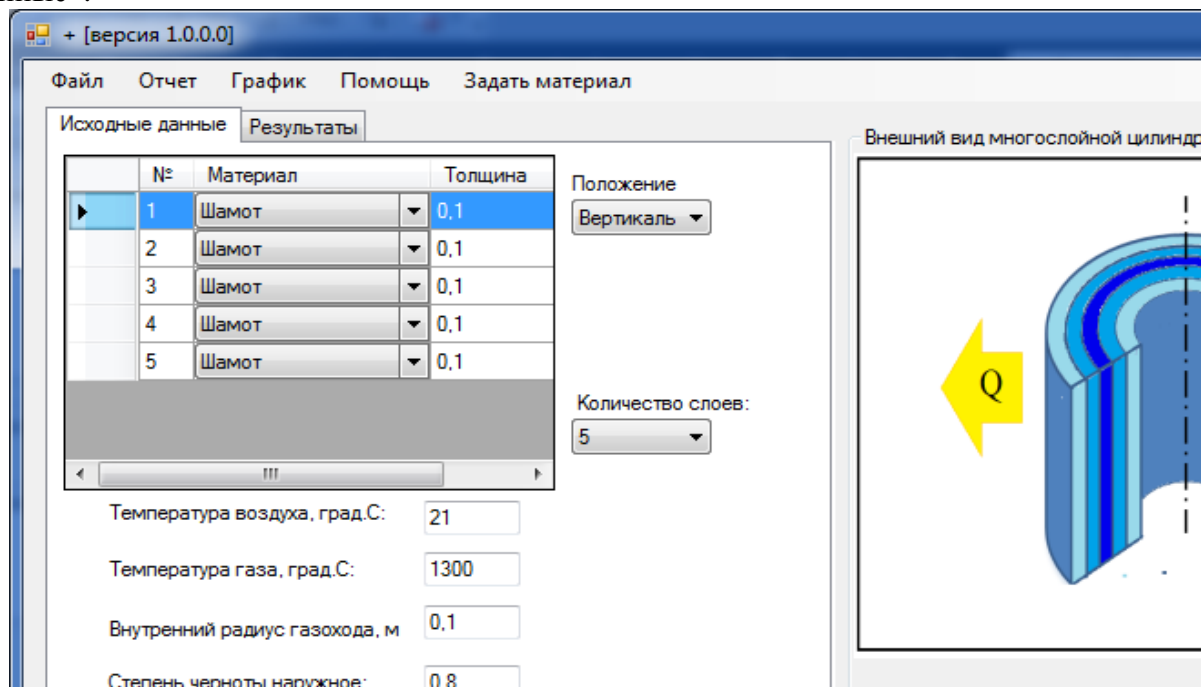 + [версия 1.0.0.0]
Файл Отчет График Помощь Задать материал
Исходные данные Результаты
№ Материал Толщина
1 Шамот 0,1
2 Шамот 0,1
3 Шамот 0,1
4 Шамот 0,1
5 Шамот 0,1
Положение
Вертикаль
Количество слоев:
5
Температура воздуха, град.С: 21
Температура газа, град.С: 1300
Внутренний радиус газохода, м 0,1
Степень черноты наружное: 0,8
Внешний вид многослойной цилиндр
Q